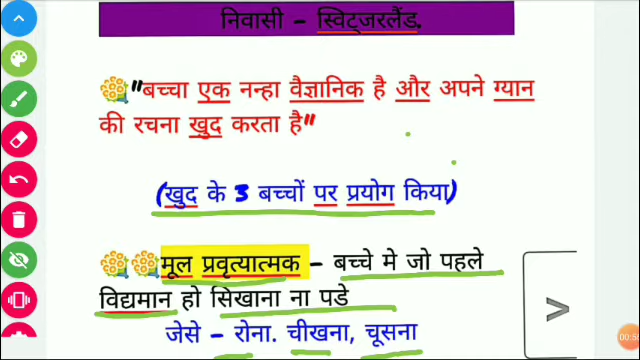 निवासी - स्विट्जरलैंड.
"बच्चा एक नन्हा वैज्ञानिक है और अपने ग्यान
की रचना खुद करता है"
(खुद के 3 बच्चों पर प्रयोग किया)
मूल प्रवृत्यात्मक - बच्चे मे जो पहले
विद्यमान हो सिखाना ना पडे
जेसे - रोना. चीखना, चूसना